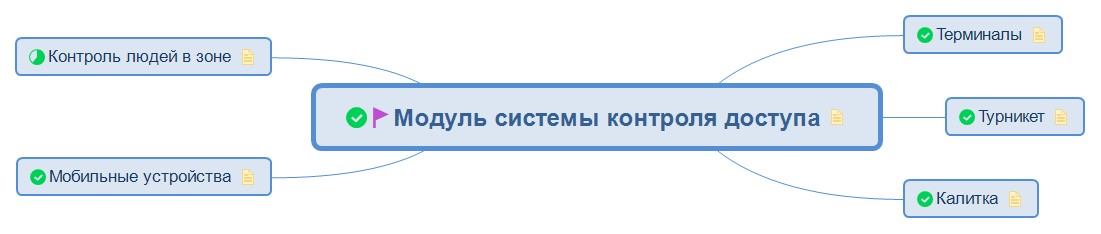 Контроль людей в зоне
Мобильные устройства
Модуль системы контроля доступа
Терминалы
Турникет
Калитка